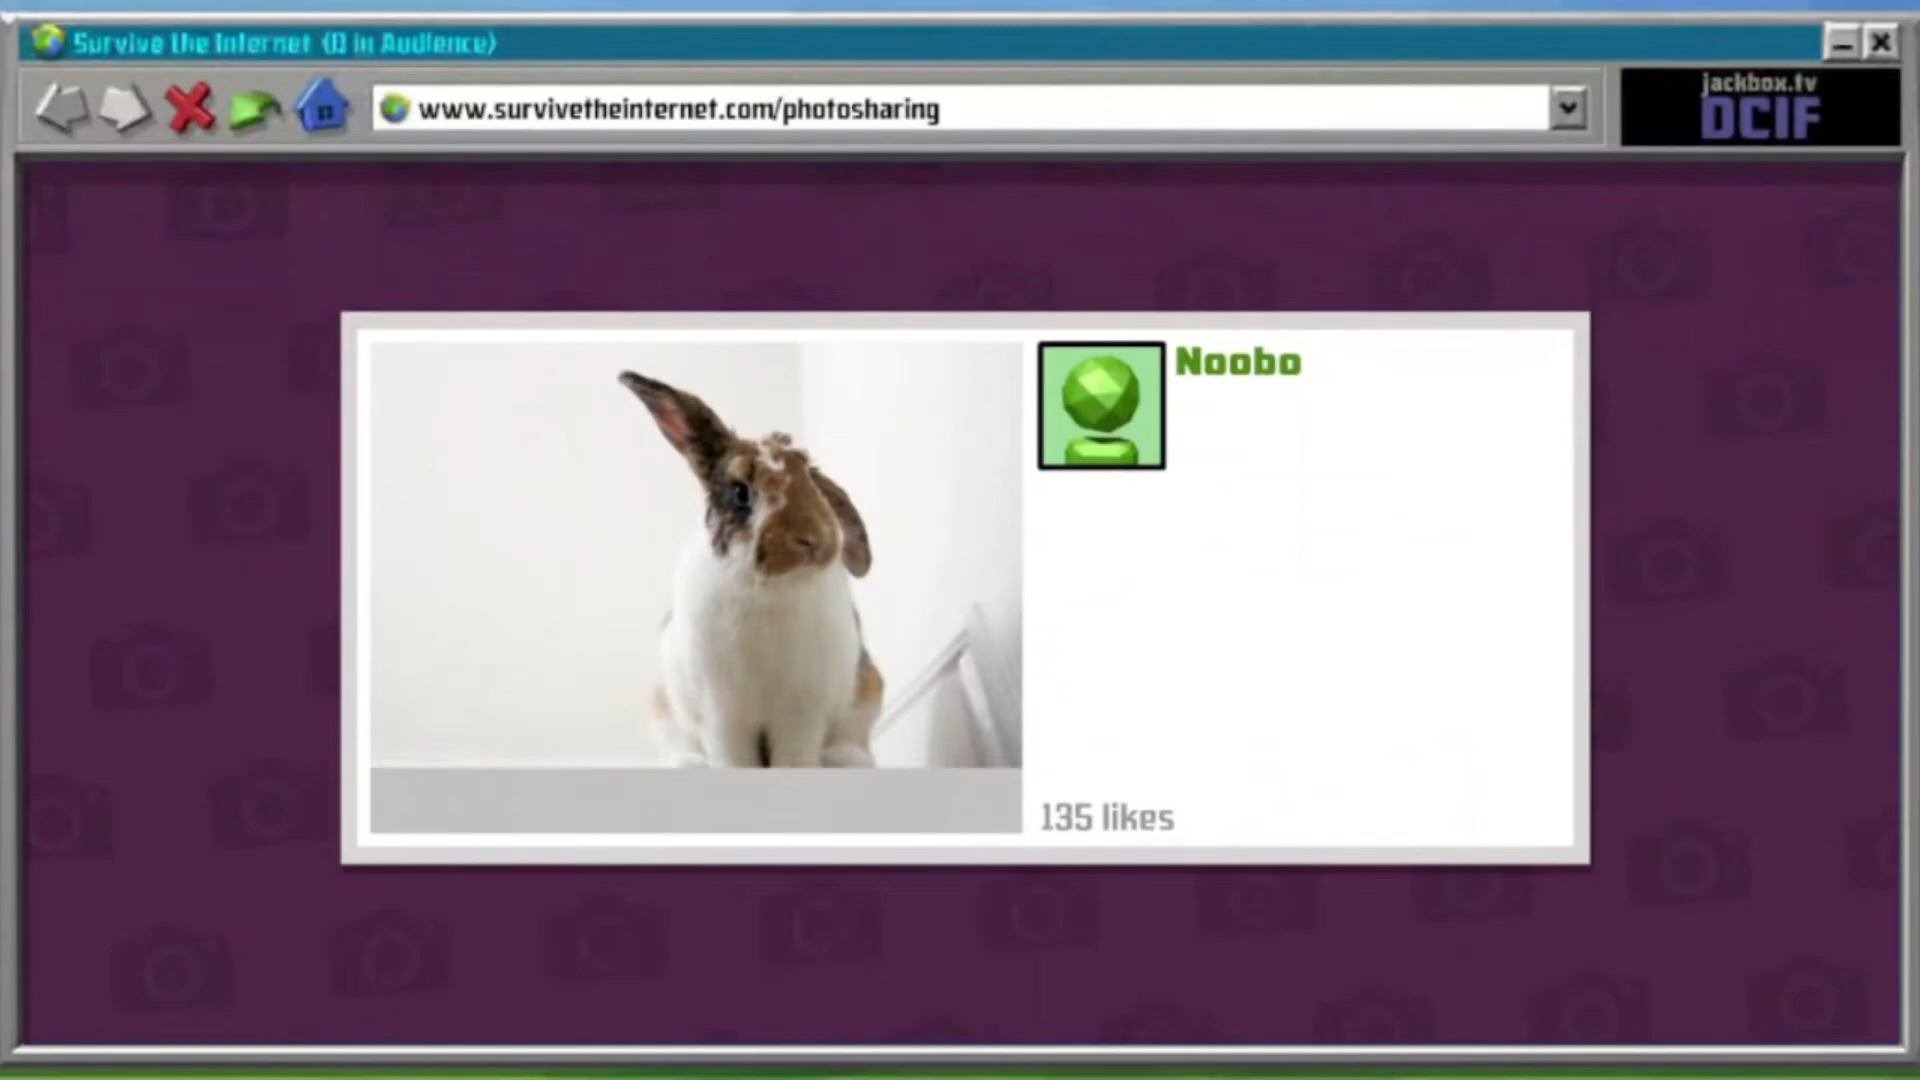 Survive the Internet (0 in Audience)
www.survivetheinternet.com/photosharing
jackbox.tv
DCIF
Noobo
135 likes